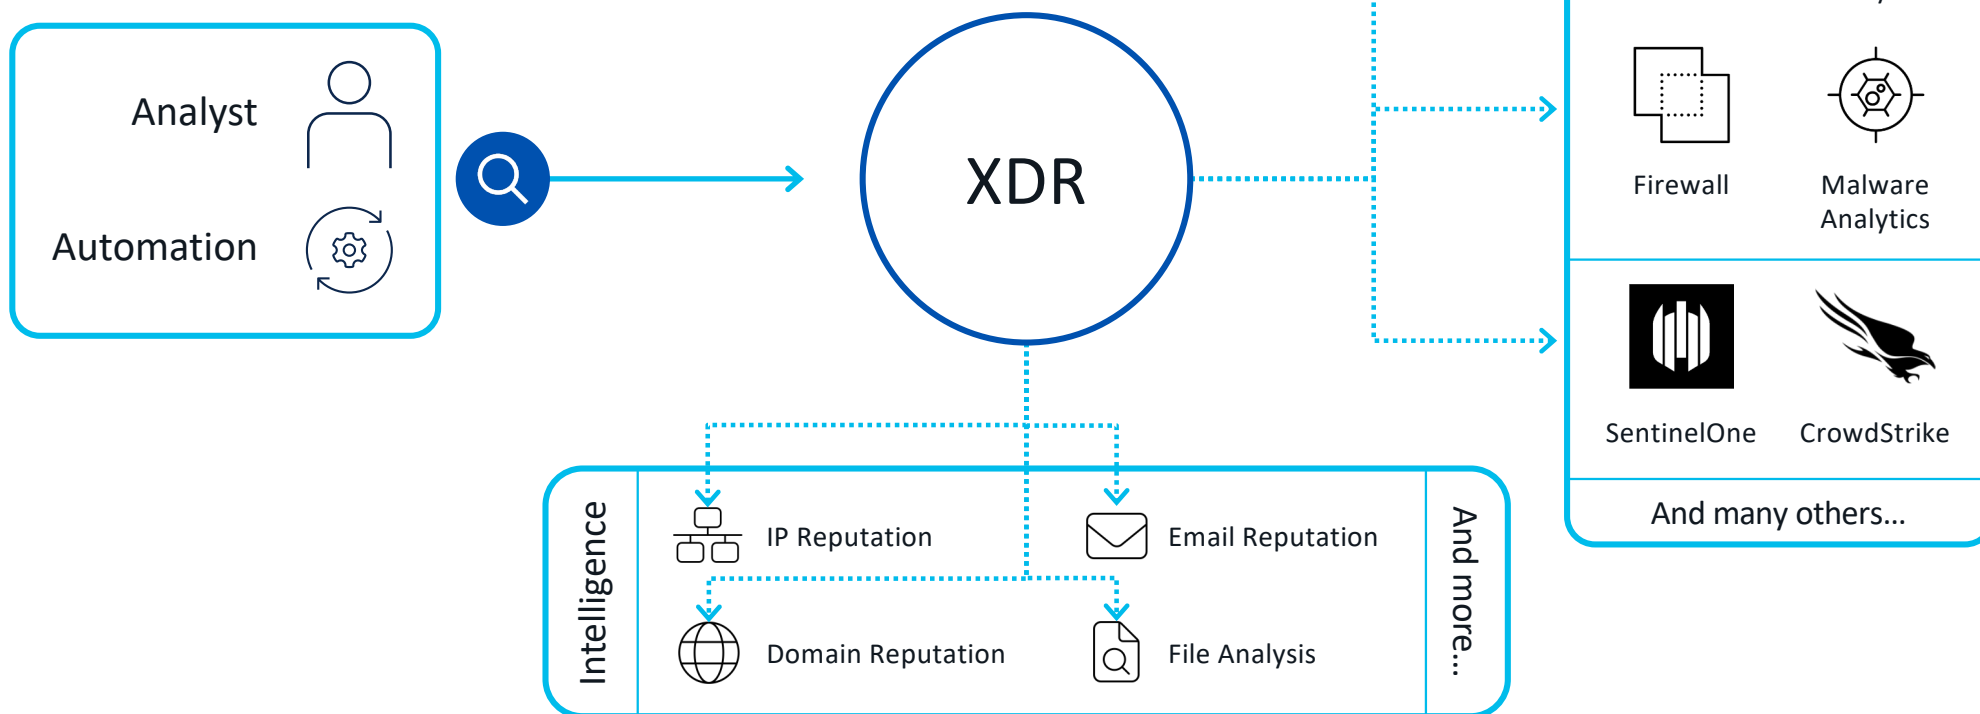 Analyst
Automation
XDR
Firewall
Malware
Analytics
SentinelOne
CrowdStrike
And many others...
Intelligence
IP Reputation
Email Reputation
Domain Reputation
File Analysis
And more...